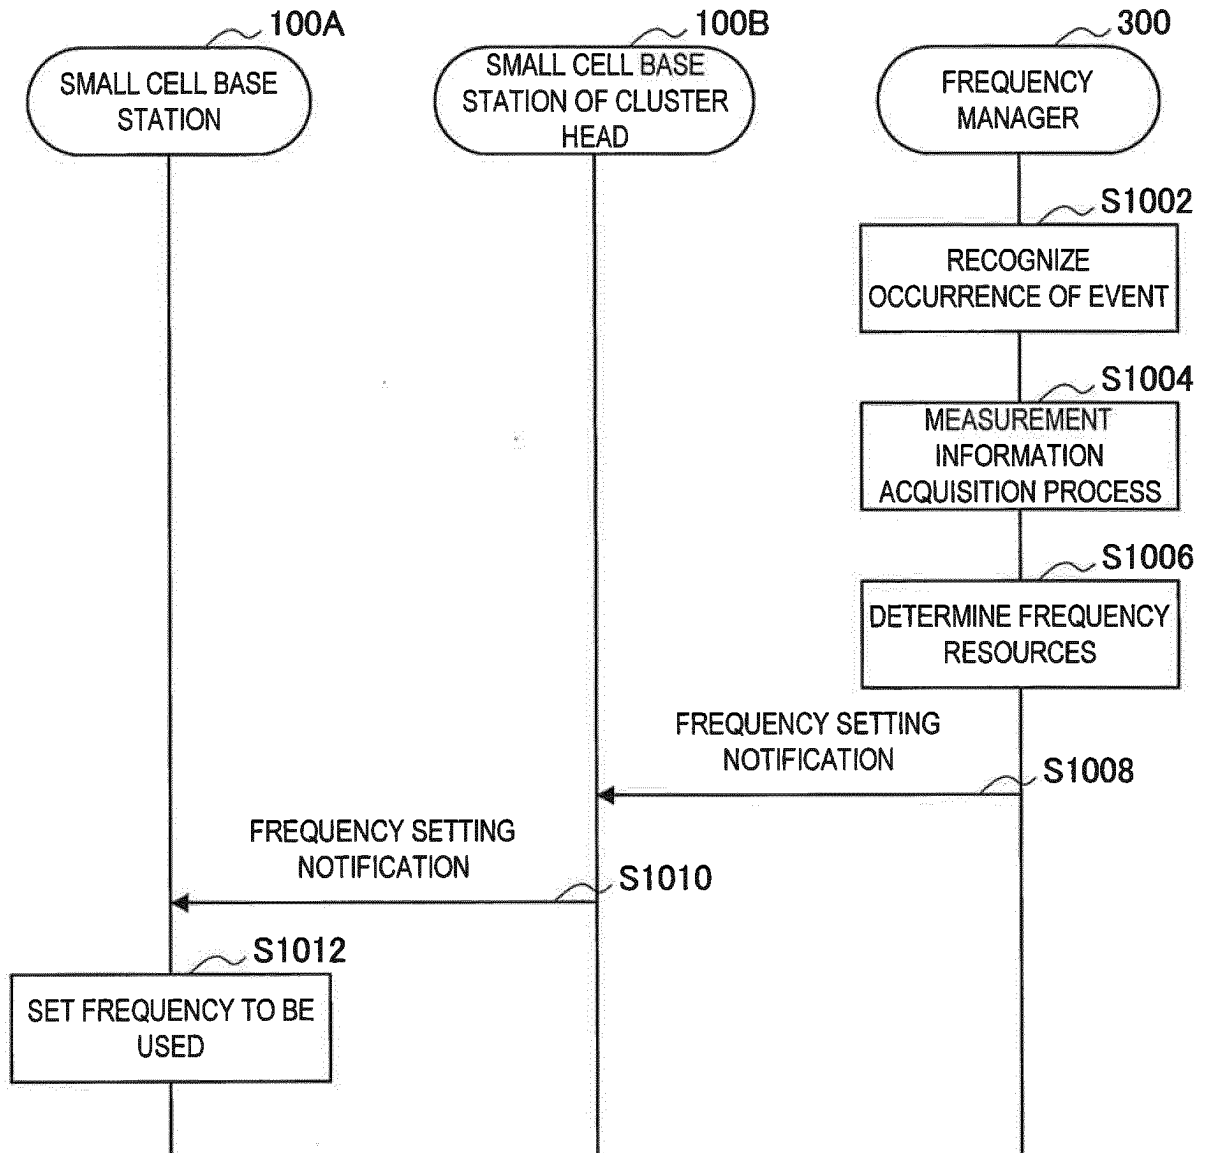 100A
100B
300
SMALL CELL BASE
STATION
SMALL CELL BASE
STATION OF CLUSTER
HEAD
FREQUENCY
MANAGER
S1002
RECOGNIZE
OCCURRENCE OF EVENT
S1004
MEASUREMENT
INFORMATION
ACQUISITION PROCESS
S1006
DETERMINE FREQUENCY
RESOURCES
FREQUENCY SETTING
NOTIFICATION
S1008
FREQUENCY SETTING
NOTIFICATION
S1010
S1012
SET FREQUENCY TO BE
USED